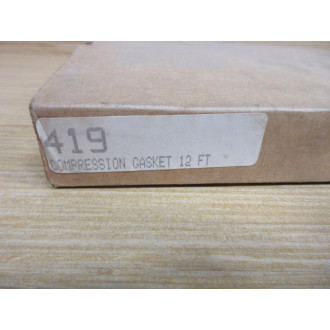 419
COMPRESSION GASKET 12 FT